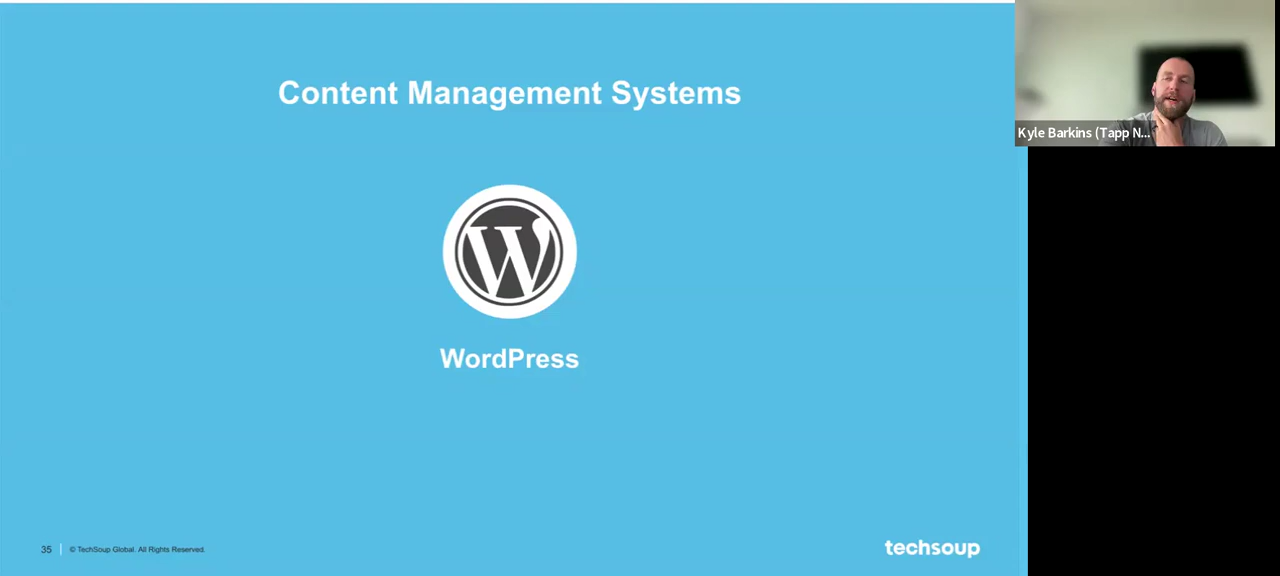 Content Management Systems
Kyle Barkins (Tapp N...
W
WordPress
35
© TechSoup Global. All Rights Reserved.
techsoup